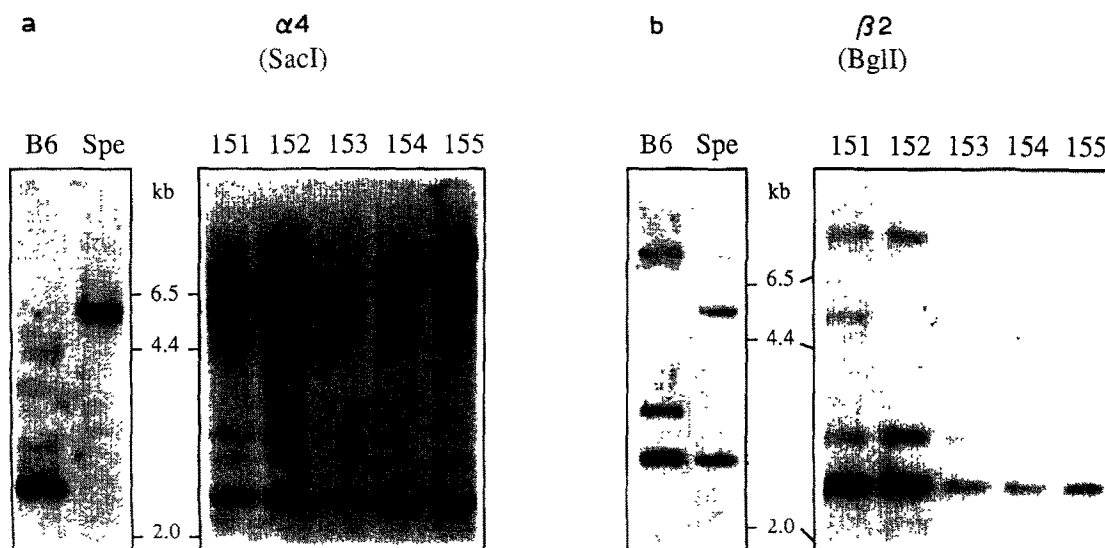 a α4 b β2
(SacI) (BglI)
B6 Spe 151 152 153 154 155 B6 Spe 151 152 153 154 155
kb kb
6.5 6.5
4.4 4.4
2.0 2.0